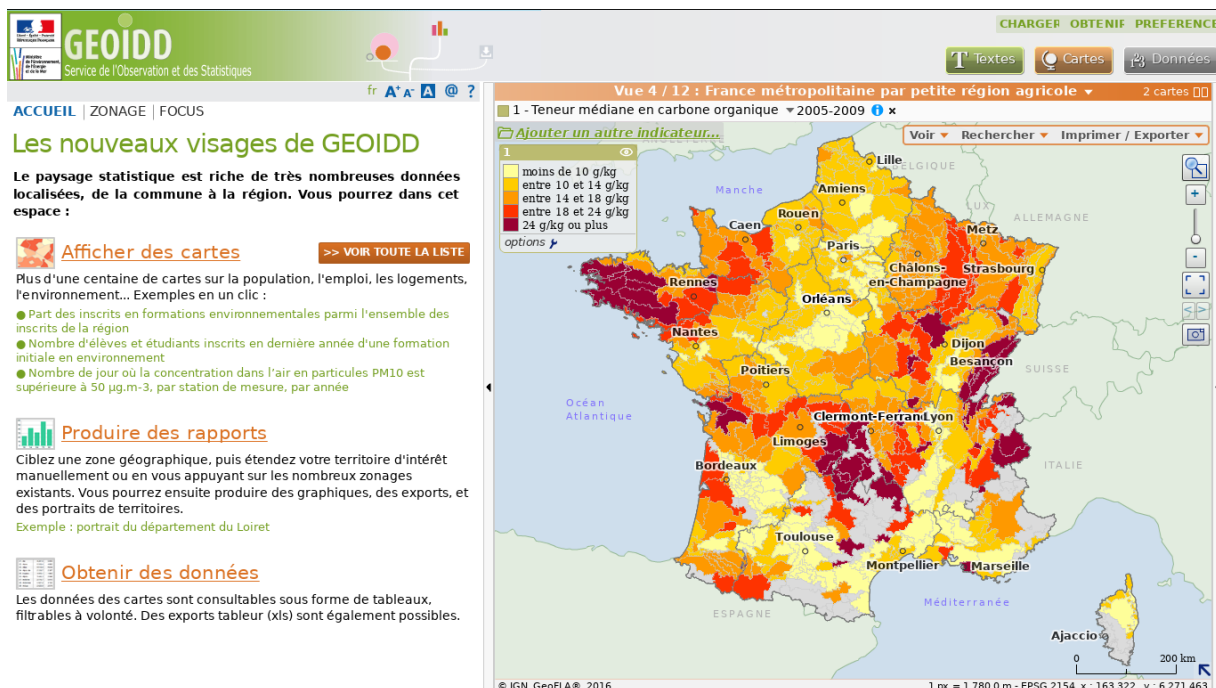 GEOIDD
Service de l'Observation et des Statistiques
CHARGER OBTENIR PREFERENCE
Textes
Cartes
Données
fr A+ A- A @ ?
ACCUEIL | ZONAGE | FOCUS
Les nouveaux visages de GEOIDD
Le paysage statistique est riche de très nombreuses données
localisées, de la commune à la région. Vous pourrez dans cet
espace :
Afficher des cartes
>> VOIR TOUTE LA LISTE
Plus d'une centaine de cartes sur la population, l'emploi, les logements,
l'environnement... Exemples en un clic :
● Part des inscrits en formations environnementales parmi l'ensemble des
inscrits de la région
● Nombre d'élèves et étudiants inscrits en dernière année d'une formation
initiale en environnement
● Nombre de jour où la concentration dans l'air en particules PM10 est
supérieure à 50 µg.m-3, par station de mesure, par année
Produire des rapports
Ciblez une zone géographique, puis étendez votre territoire d'intérêt
manuellement ou en vous appuyant sur les nombreux zonages
existants. Vous pourrez ensuite produire des graphiques, des exports, et
des portraits de territoires.
Exemple : portrait du département du Loiret
Obtenir des données
Les données des cartes sont consultables sous forme de tableaux,
filtrables à volonté. Des exports tableur (xls) sont également possibles.
Vue 4 / 12 : France métropolitaine par petite région agricole
2 cartes
1 - Teneur médiane en carbone organique 2005-2009
Ajouter un autre indicateur...
Voir Rechercher Imprimer / Exporter
1
moins de 10 g/kg
entre 10 et 14 g/kg
entre 14 et 18 g/kg
entre 18 et 24 g/kg
24 g/kg ou plus
options
Lille
BELGIQUE
Manche
Amiens
LUX
ALLEMAGNE
Rouen
Caen
Metz
Paris
Châlons-
en-Champagne
Strasbourg
Rennes
Orléans
Nantes
Dijon
Besançon
Poitiers
SUISSE
Océan
Atlantique
Clermont-Ferrand
Lyon
Limoges
Bordeaux
ITALIE
Toulouse
Montpellier
Marseille
Méditerranée
ESPAGNE
Ajaccio
0 200 km
© IGN, GeoFLA®, 2016
1 px = 1 780,0 m - EPSG 2154 x : 163 322 y : 6 271 463